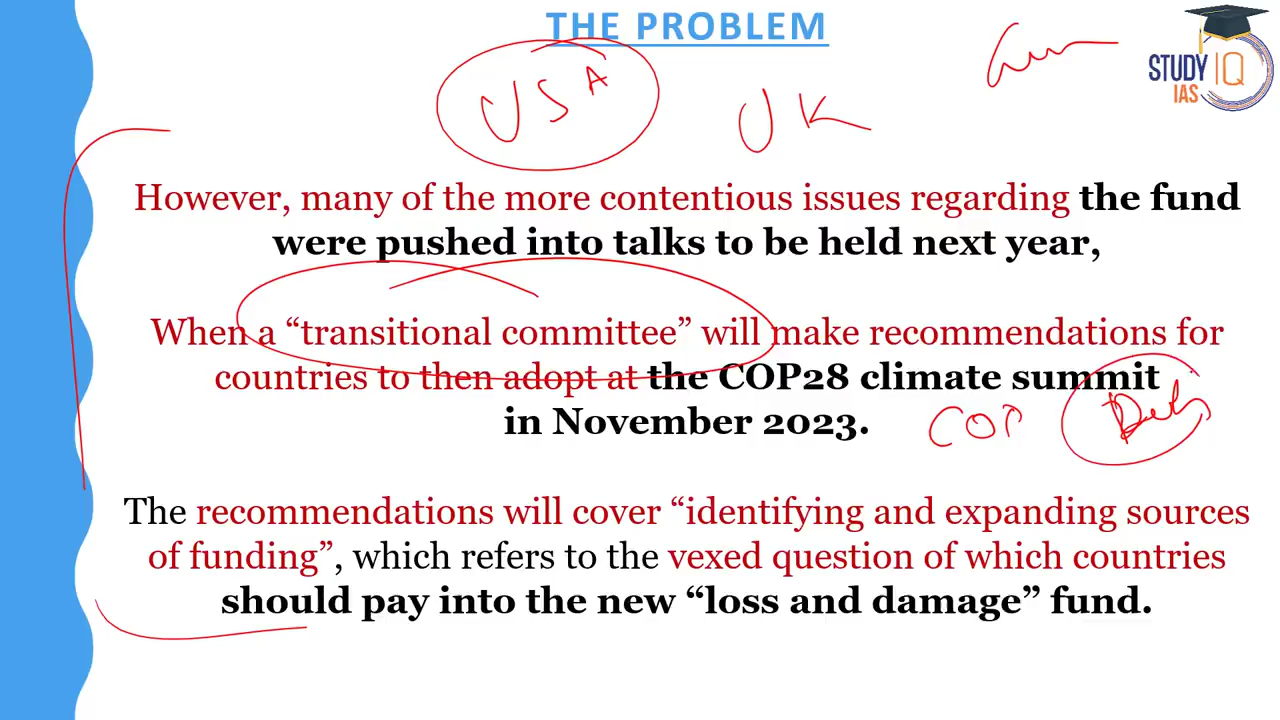 THE PROBLEM
STUDY IQ
IAS
USA
UK
However, many of the more contentious issues regarding the fund
were pushed into talks to be held next year,
When a “transitional committee” will make recommendations for
countries to then adopt at the COP28 climate summit
in November 2023.
COP
The recommendations will cover “identifying and expanding sources
of funding”, which refers to the vexed question of which countries
should pay into the new “loss and damage” fund.